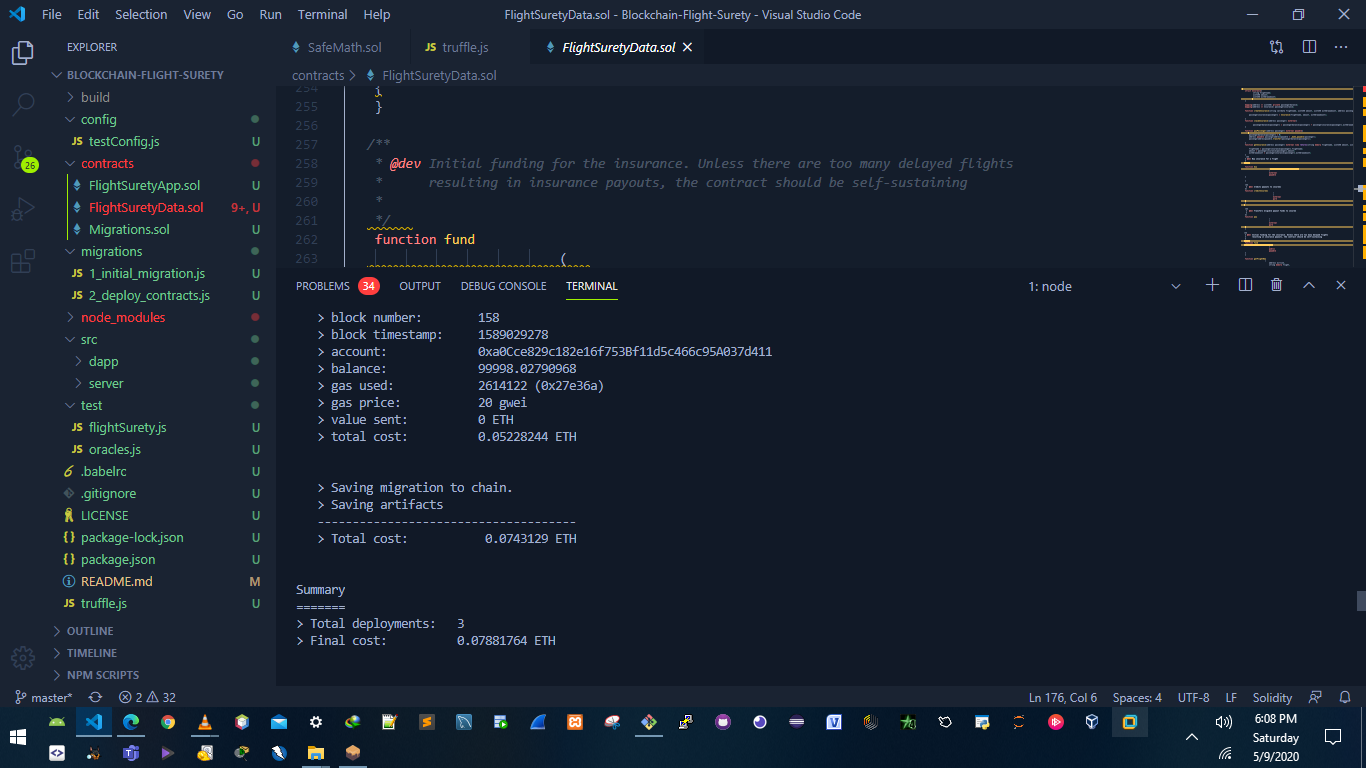 File Edit Selection View Go Run Terminal Help FlightSuretyData.sol - Blockchain-Flight-Surety - Visual Studio Code
EXPLORER
BLOCKCHAIN-FLIGHT-SURETY
build
config
JS testConfig.js U
contracts
FlightSuretyApp.sol U
FlightSuretyData.sol 9+, U
Migrations.sol U
migrations
JS 1_initial_migration.js U
JS 2_deploy_contracts.js U
node_modules
src
dapp
server
test
JS flightSurety.js U
JS oracles.js U
.babelrc U
.gitignore U
LICENSE U
{} package-lock.json U
{} package.json U
README.md M
JS truffle.js U
OUTLINE
TIMELINE
NPM SCRIPTS
26
SafeMath.sol JS truffle.js FlightSuretyData.sol
contracts > FlightSuretyData.sol
254 }
255 }
256
257 /**
258 * @dev Initial funding for the insurance. Unless there are too many delayed flights
259 * resulting in insurance payouts, the contract should be self-sustaining
260 *
261 */
262 function fund
263 (
PROBLEMS 34 OUTPUT DEBUG CONSOLE TERMINAL 1: node
> block number: 158
> block timestamp: 1589029278
> account: 0xa0Cce829c182e16f753Bf11d5c466c95A037d411
> balance: 99998.02790968
> gas used: 2614122 (0x27e36a)
> gas price: 20 gwei
> value sent: 0 ETH
> total cost: 0.05228244 ETH
> Saving migration to chain.
> Saving artifacts
-------------------------------------
> Total cost: 0.0743129 ETH
Summary
=======
> Total deployments: 3
> Final cost: 0.07881764 ETH
master* 2 32 Ln 176, Col 6 Spaces: 4 UTF-8 LF Solidity
6:08 PM
Saturday
5/9/2020